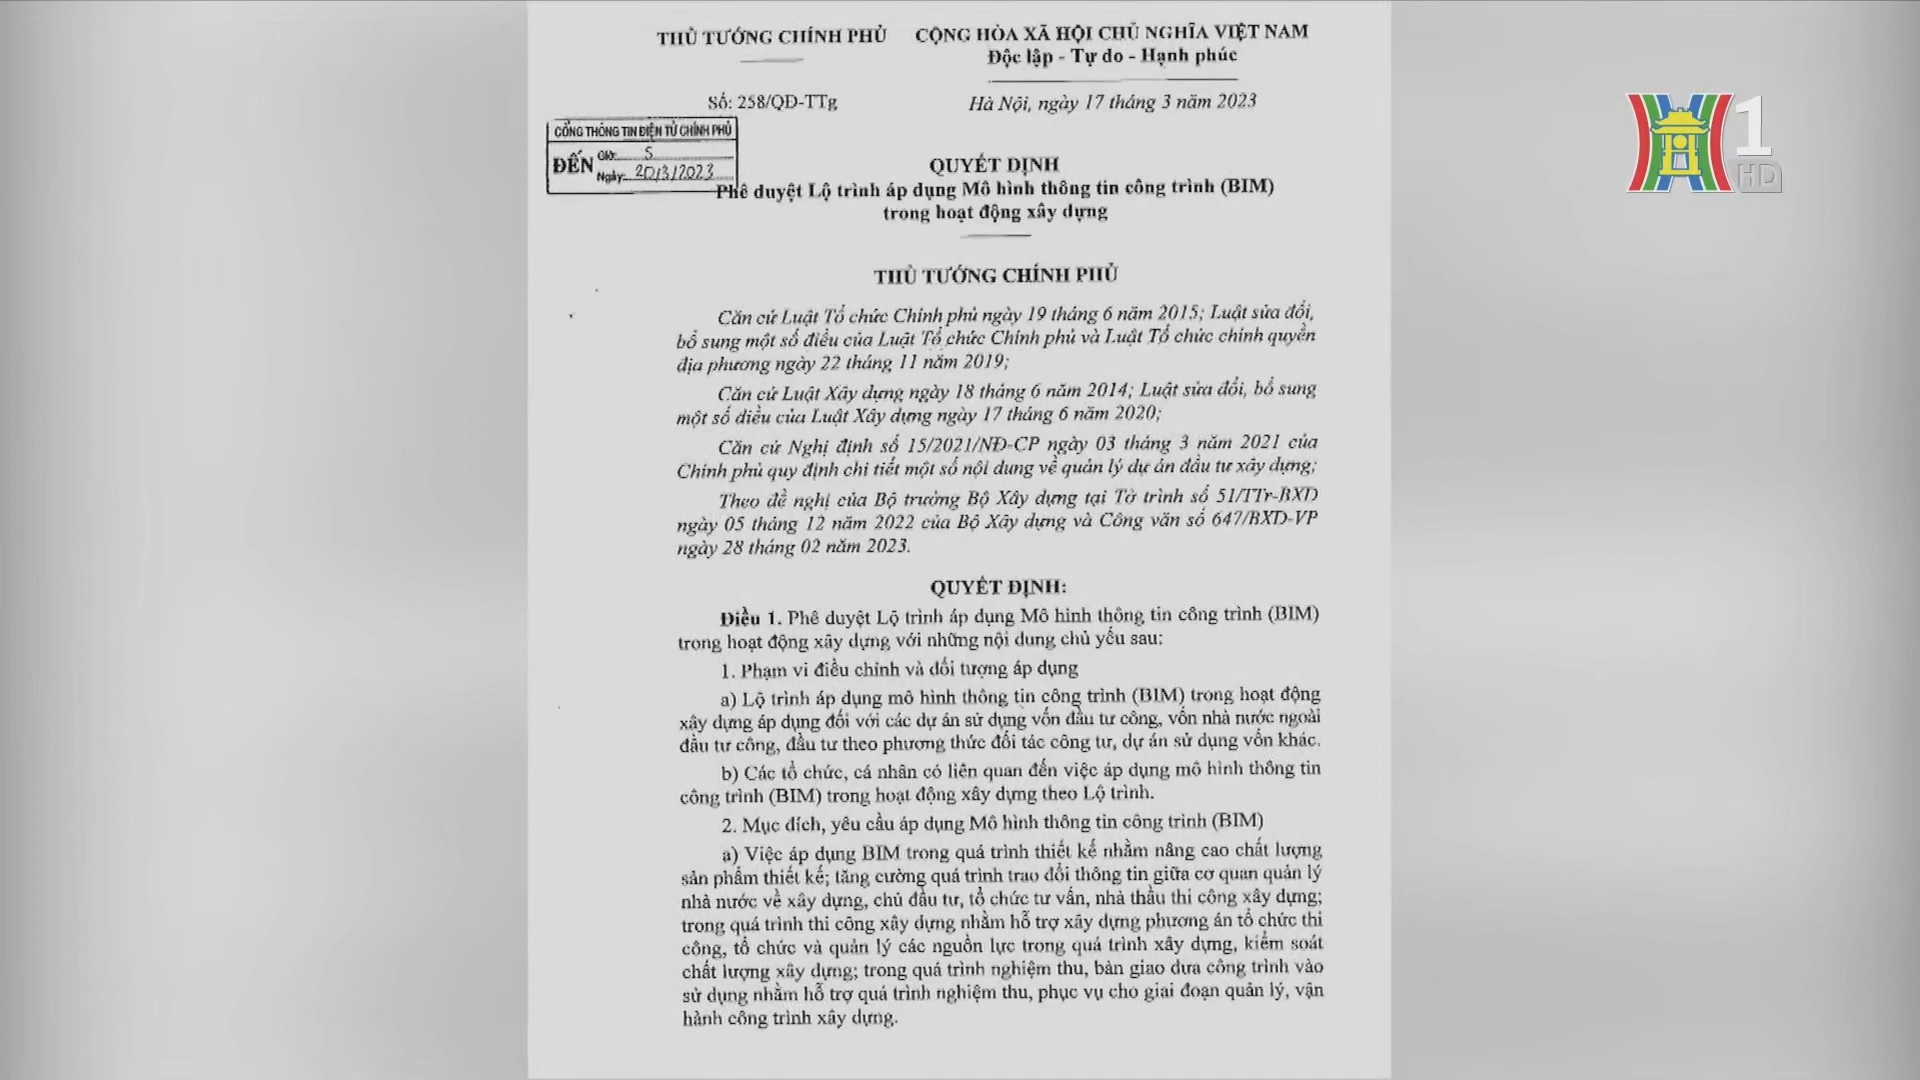 THỦ TƯỚNG CHÍNH PHỦ
CỘNG HÒA XÃ HỘI CHỦ NGHĨA VIỆT NAM
Độc lập - Tự do - Hạnh phúc
Số: 258/QĐ-TTg
Hà Nội, ngày 17 tháng 3 năm 2023
CỔNG THÔNG TIN ĐIỆN TỬ CHÍNH PHỦ
ĐẾN Giờ: S
Ngày: 20/3/2023
QUYẾT ĐỊNH
Phê duyệt Lộ trình áp dụng Mô hình thông tin công trình (BIM)
trong hoạt động xây dựng
THỦ TƯỚNG CHÍNH PHỦ
Căn cứ Luật Tổ chức Chính phủ ngày 19 tháng 6 năm 2015; Luật sửa đổi,
bổ sung một số điều của Luật Tổ chức Chính phủ và Luật Tổ chức chính quyền
địa phương ngày 22 tháng 11 năm 2019;
Căn cứ Luật Xây dựng ngày 18 tháng 6 năm 2014; Luật sửa đổi, bổ sung
một số điều của Luật Xây dựng ngày 17 tháng 6 năm 2020;
Căn cứ Nghị định số 15/2021/NĐ-CP ngày 03 tháng 3 năm 2021 của
Chính phủ quy định chi tiết một số nội dung về quản lý dự án đầu tư xây dựng;
Theo đề nghị của Bộ trưởng Bộ Xây dựng tại Tờ trình số 51/TTr-BXD
ngày 05 tháng 12 năm 2022 của Bộ Xây dựng và Công văn số 647/BXD-VP
ngày 28 tháng 02 năm 2023.
QUYẾT ĐỊNH:
Điều 1. Phê duyệt Lộ trình áp dụng Mô hình thông tin công trình (BIM)
trong hoạt động xây dựng với những nội dung chủ yếu sau:
1. Phạm vi điều chỉnh và đối tượng áp dụng
a) Lộ trình áp dụng mô hình thông tin công trình (BIM) trong hoạt động
xây dựng áp dụng đối với các dự án sử dụng vốn đầu tư công, vốn nhà nước ngoài
đầu tư công, đầu tư theo phương thức đối tác công tư, dự án sử dụng vốn khác.
b) Các tổ chức, cá nhân có liên quan đến việc áp dụng mô hình thông tin
công trình (BIM) trong hoạt động xây dựng theo Lộ trình.
2. Mục đích, yêu cầu áp dụng Mô hình thông tin công trình (BIM)
a) Việc áp dụng BIM trong quá trình thiết kế nhằm nâng cao chất lượng
sản phẩm thiết kế; tăng cường quá trình trao đổi thông tin giữa cơ quan quản lý
nhà nước về xây dựng, chủ đầu tư, tổ chức tư vấn, nhà thầu thi công xây dựng;
trong quá trình thi công xây dựng nhằm hỗ trợ xây dựng phương án tổ chức thi
công, tổ chức và quản lý các nguồn lực trong quá trình xây dựng, kiểm soát
chất lượng xây dựng; trong quá trình nghiệm thu, bàn giao đưa công trình vào
sử dụng nhằm hỗ trợ quá trình nghiệm thu, phục vụ cho giai đoạn quản lý, vận
hành công trình xây dựng.
1
HD